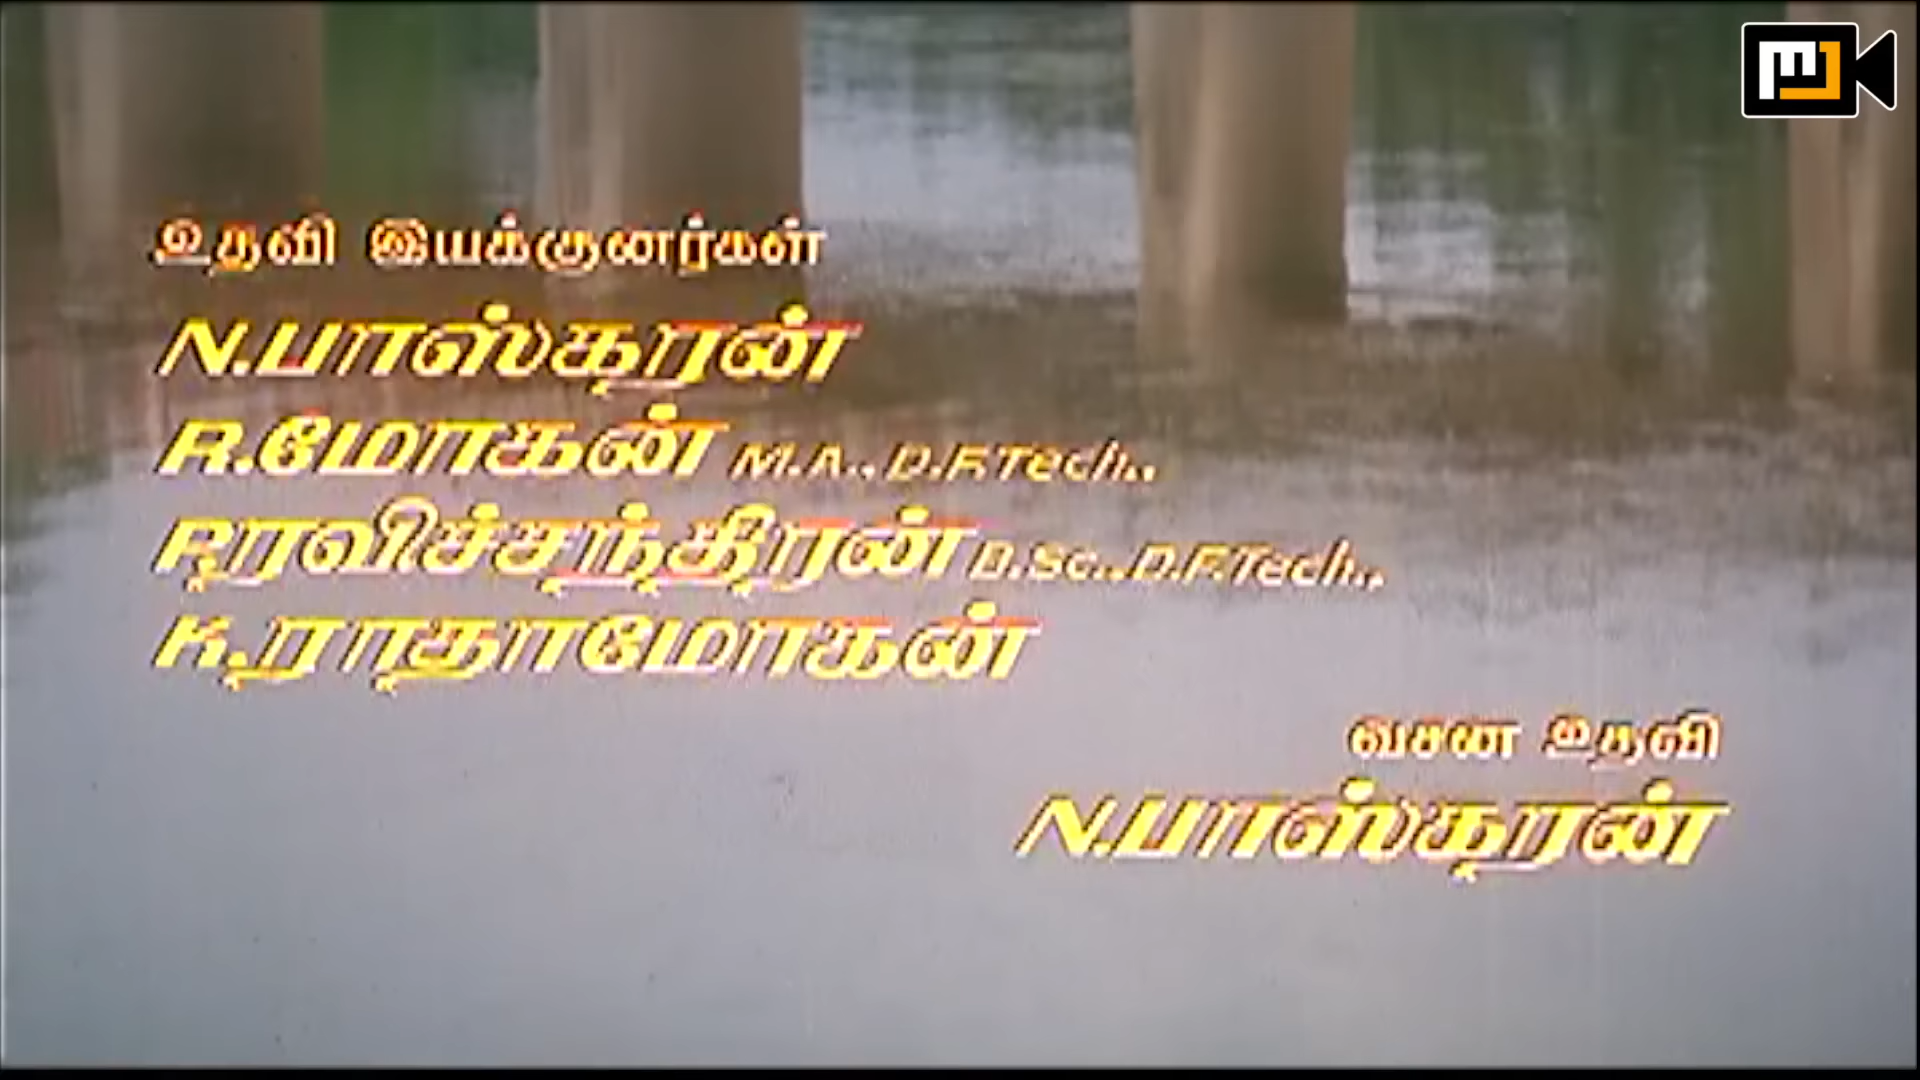 உதவி இயக்குனர்கள்
N.பாஸ்கரன்
R.மோகன் M.A., D.F.Tech.,
P.ரவிச்சந்திரன் B.Sc.,D.F.Tech.,
K.ராதாமோகன்
வசன உதவி
N.பாஸ்கரன்